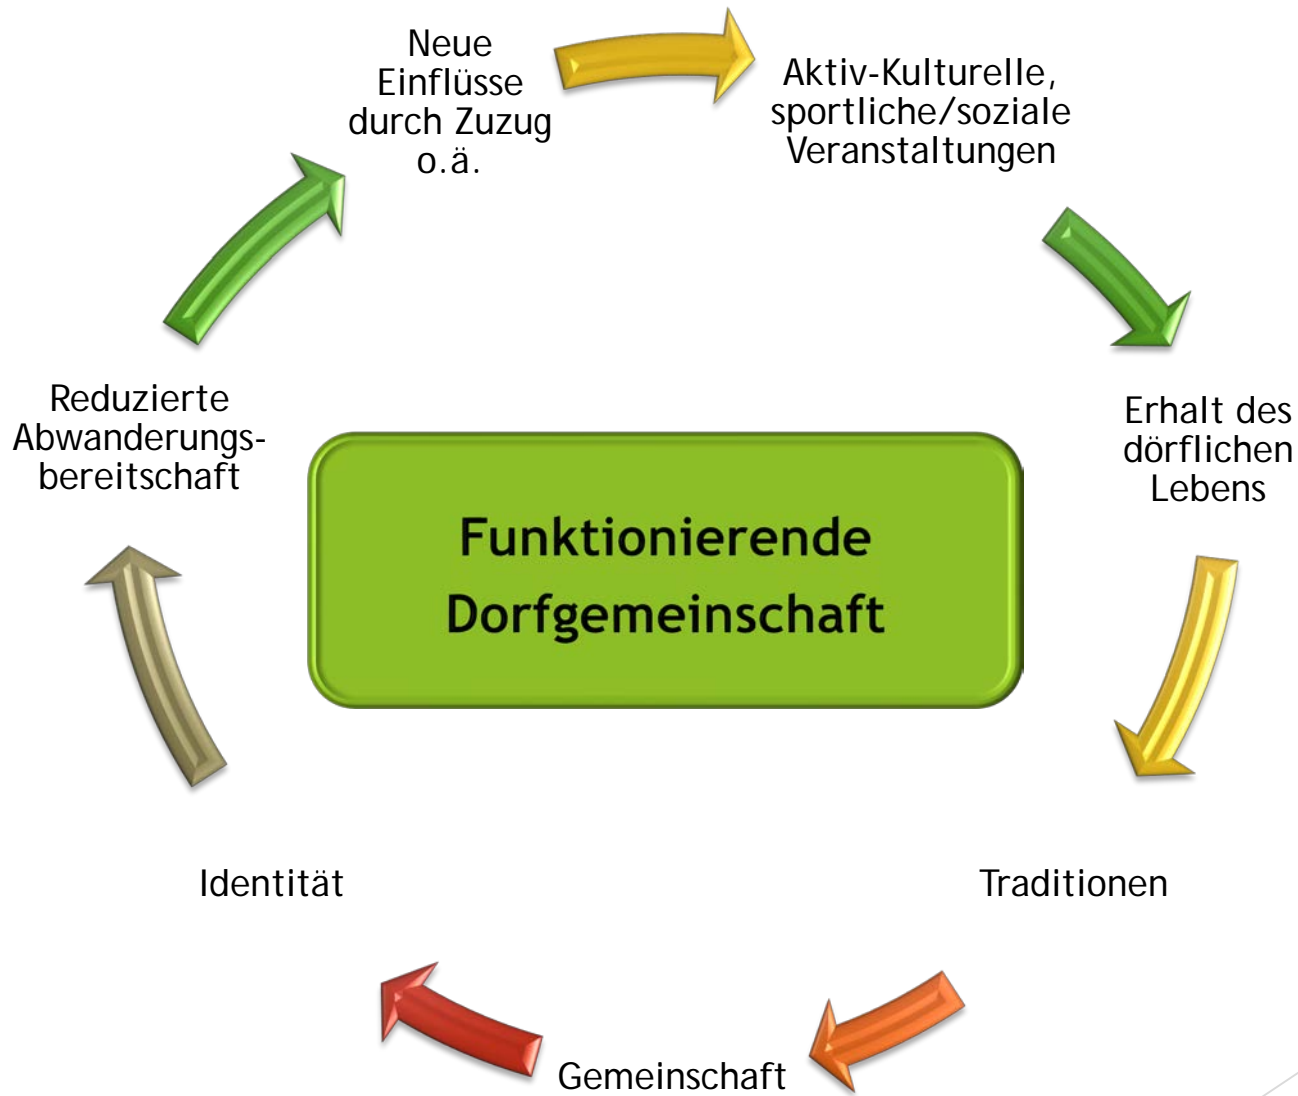 Neue
Einflüsse
durch Zuzug
o.ä.
Aktiv-Kulturelle,
sportliche/soziale
Veranstaltungen
Erhalt des
dörflichen
Lebens
Traditionen
Gemeinschaft
Identität
Reduzierte
Abwanderungs-
bereitschaft
Funktionierende
Dorfgemeinschaft